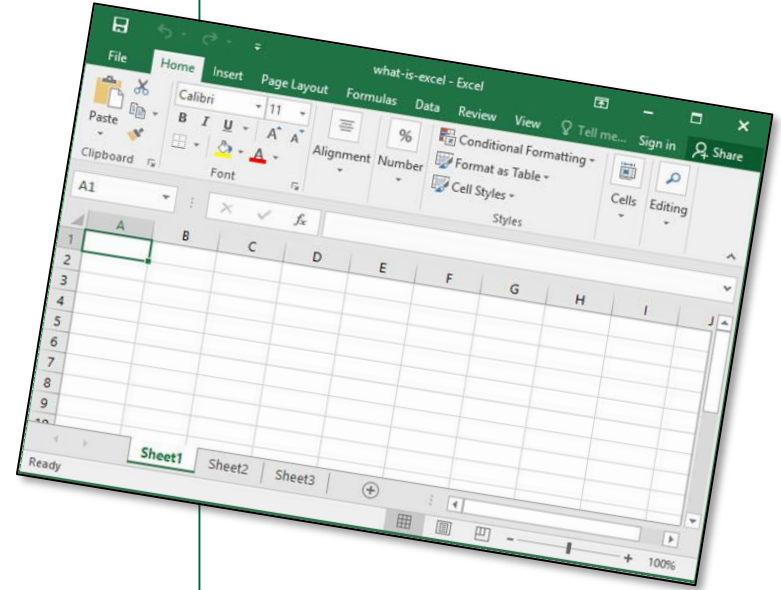 what-is-excel - Excel
File Home Insert Page Layout Formulas Data Review View Tell me... Sign in Share
Calibri 11
Paste
B I U A A
A
Alignment
%
Number
Conditional Formatting
Format as Table
Cell Styles
Cells
Editing
Clipboard
Font
Styles
A1
fx
A B C D E F G H I J
1
2
3
4
5
6
7
8
9
10
Sheet1 Sheet2 Sheet3
Ready
- + 100%